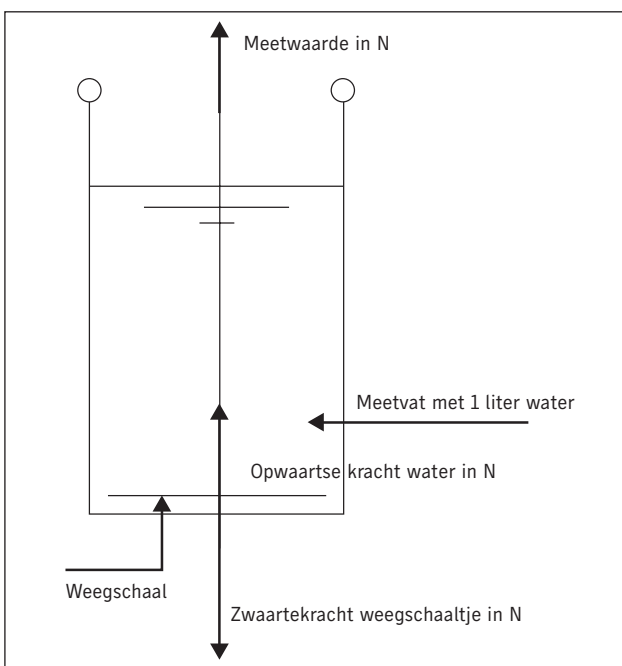 Meetwaarde in N
Meetvat met 1 liter water
Opwaartse kracht water in N
Weegschaal
Zwaartekracht weegschaaltje in N